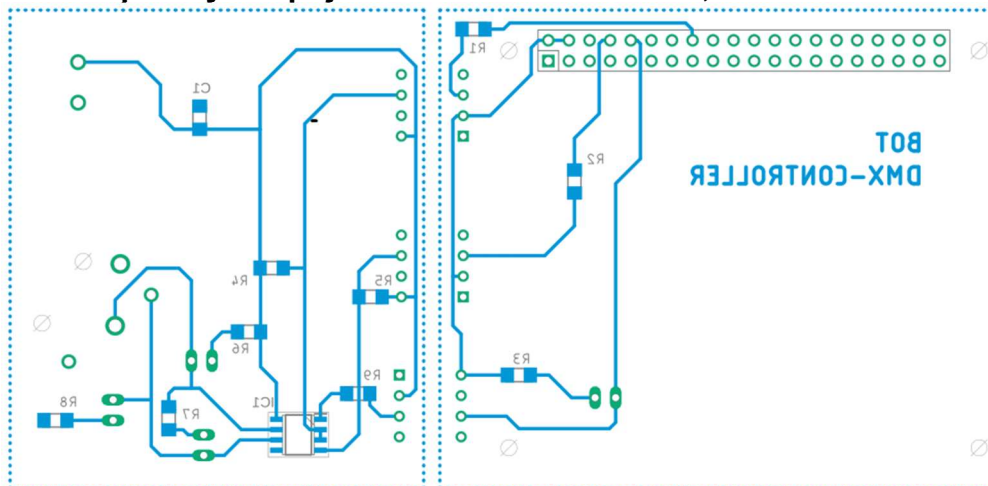 R1
C1
R2
BOT
DMX-CONTROLLER
R4
R5
R6
R3
R9
R8
R7
IC1